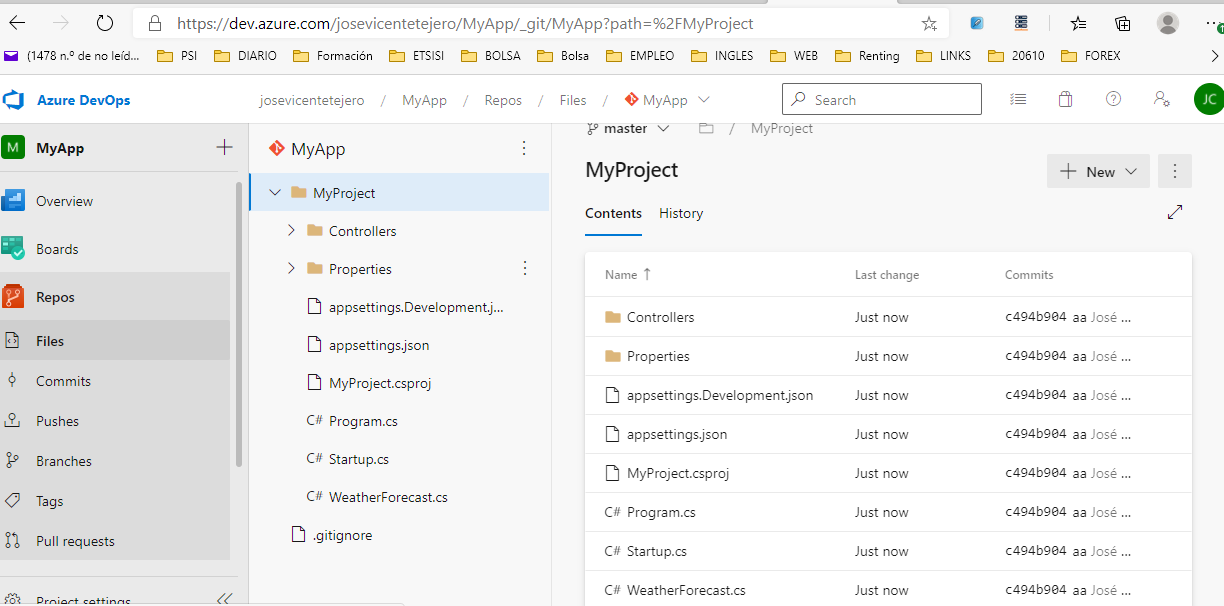 https://dev.azure.com/josevicentetejero/MyApp/_git/MyApp?path=%2FMyProject
(1478 n.º de no leíd... PSI DIARIO Formación ETSISI BOLSA Bolsa EMPLEO INGLES WEB Renting LINKS 20610 FOREX
Azure DevOps josevicentetejero / MyApp / Repos / Files / MyApp Search JC
M MyApp
Overview
Boards
Repos
Files
Commits
Pushes
Branches
Tags
Pull requests
Project settings
MyApp
MyProject
Controllers
Properties
appsettings.Development.j...
appsettings.json
MyProject.csproj
C# Program.cs
C# Startup.cs
C# WeatherForecast.cs
.gitignore
master / MyProject
MyProject
New
Contents History
Name ↑ Last change Commits
Controllers Just now c494b904 aa José ...
Properties Just now c494b904 aa José ...
appsettings.Development.json Just now c494b904 aa José ...
appsettings.json Just now c494b904 aa José ...
MyProject.csproj Just now c494b904 aa José ...
C# Program.cs Just now c494b904 aa José ...
C# Startup.cs Just now c494b904 aa José ...
C# WeatherForecast.cs Just now c494b904 aa José ...